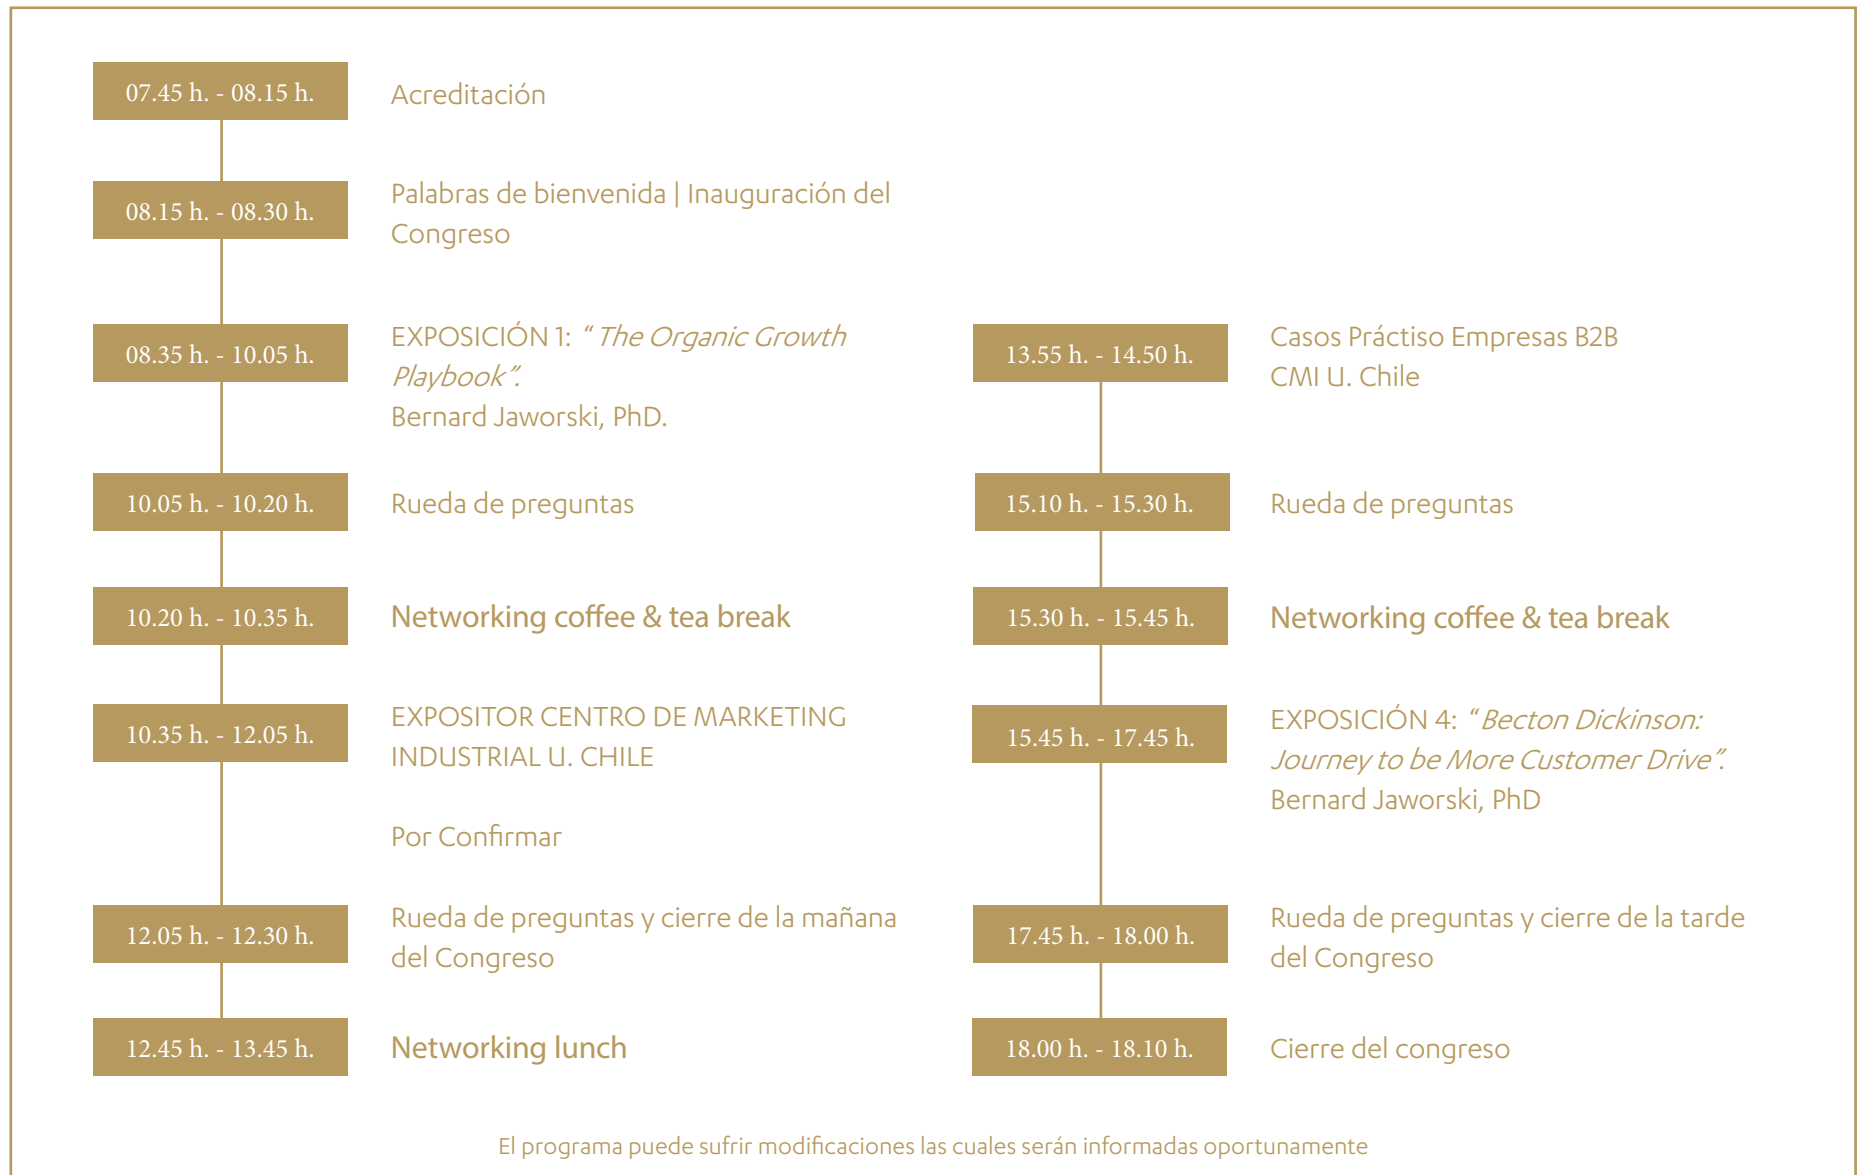 07.45 h. - 08.15 h.
Acreditación
08.15 h. - 08.30 h.
Palabras de bienvenida | Inauguración del
Congreso
08.35 h. - 10.05 h.
EXPOSICIÓN 1: “ The Organic Growth
Playbook”.
Bernard Jaworski, PhD.
10.05 h. - 10.20 h.
Rueda de preguntas
10.20 h. - 10.35 h.
Networking coffee & tea break
10.35 h. - 12.05 h.
EXPOSITOR CENTRO DE MARKETING
INDUSTRIAL U. CHILE
Por Confirmar
12.05 h. - 12.30 h.
Rueda de preguntas y cierre de la mañana
del Congreso
12.45 h. - 13.45 h.
Networking lunch
13.55 h. - 14.50 h.
Casos Práctiso Empresas B2B
CMI U. Chile
15.10 h. - 15.30 h.
Rueda de preguntas
15.30 h. - 15.45 h.
Networking coffee & tea break
15.45 h. - 17.45 h.
EXPOSICIÓN 4: “Becton Dickinson:
Journey to be More Customer Drive”.
Bernard Jaworski, PhD
17.45 h. - 18.00 h.
Rueda de preguntas y cierre de la tarde
del Congreso
18.00 h. - 18.10 h.
Cierre del congreso
El programa puede sufrir modificaciones las cuales serán informadas oportunamente